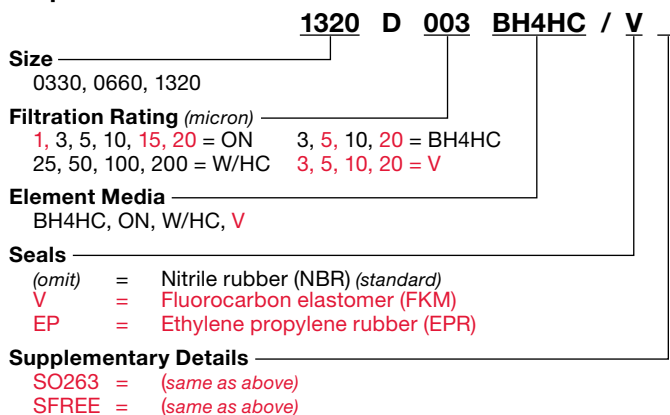 1320 D 003 BH4HC / V
Size
0330, 0660, 1320
Filtration Rating (micron)
1, 3, 5, 10, 15, 20 = ON 3, 5, 10, 20 = BH4HC
25, 50, 100, 200 = W/HC 3, 5, 10, 20 = V
Element Media
BH4HC, ON, W/HC, V
Seals
(omit) = Nitrile rubber (NBR) (standard)
V = Fluorocarbon elastomer (FKM)
EP = Ethylene propylene rubber (EPR)
Supplementary Details
SO263 = (same as above)
SFREE = (same as above)